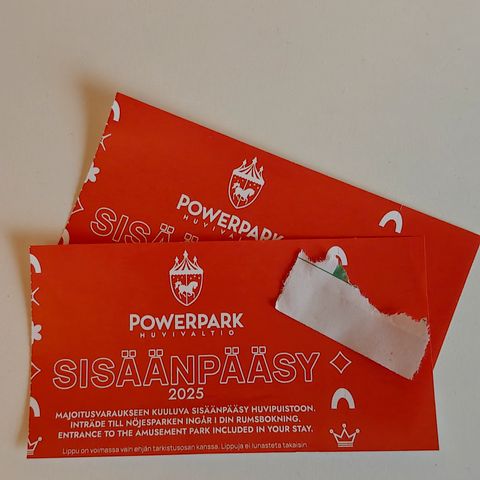 POWERPARK
HUVIVALTIO
POWERPARK
HUVIVALTIO
SISÄÄNPÄÄSY
2025
MAJOITUSVARAUKSEEN KUULUVA SISÄÄNPÄÄSY HUVIPUISTOON.
INTRÄDE TILL NÖJESPARKEN INGÅR I DIN RUMSBOKNING.
ENTRANCE TO THE AMUSEMENT PARK INCLUDED IN YOUR STAY.
Lippu on voimassa vain ehjän tarkistusosan kanssa. Lippuja ei lunasteta takaisin.